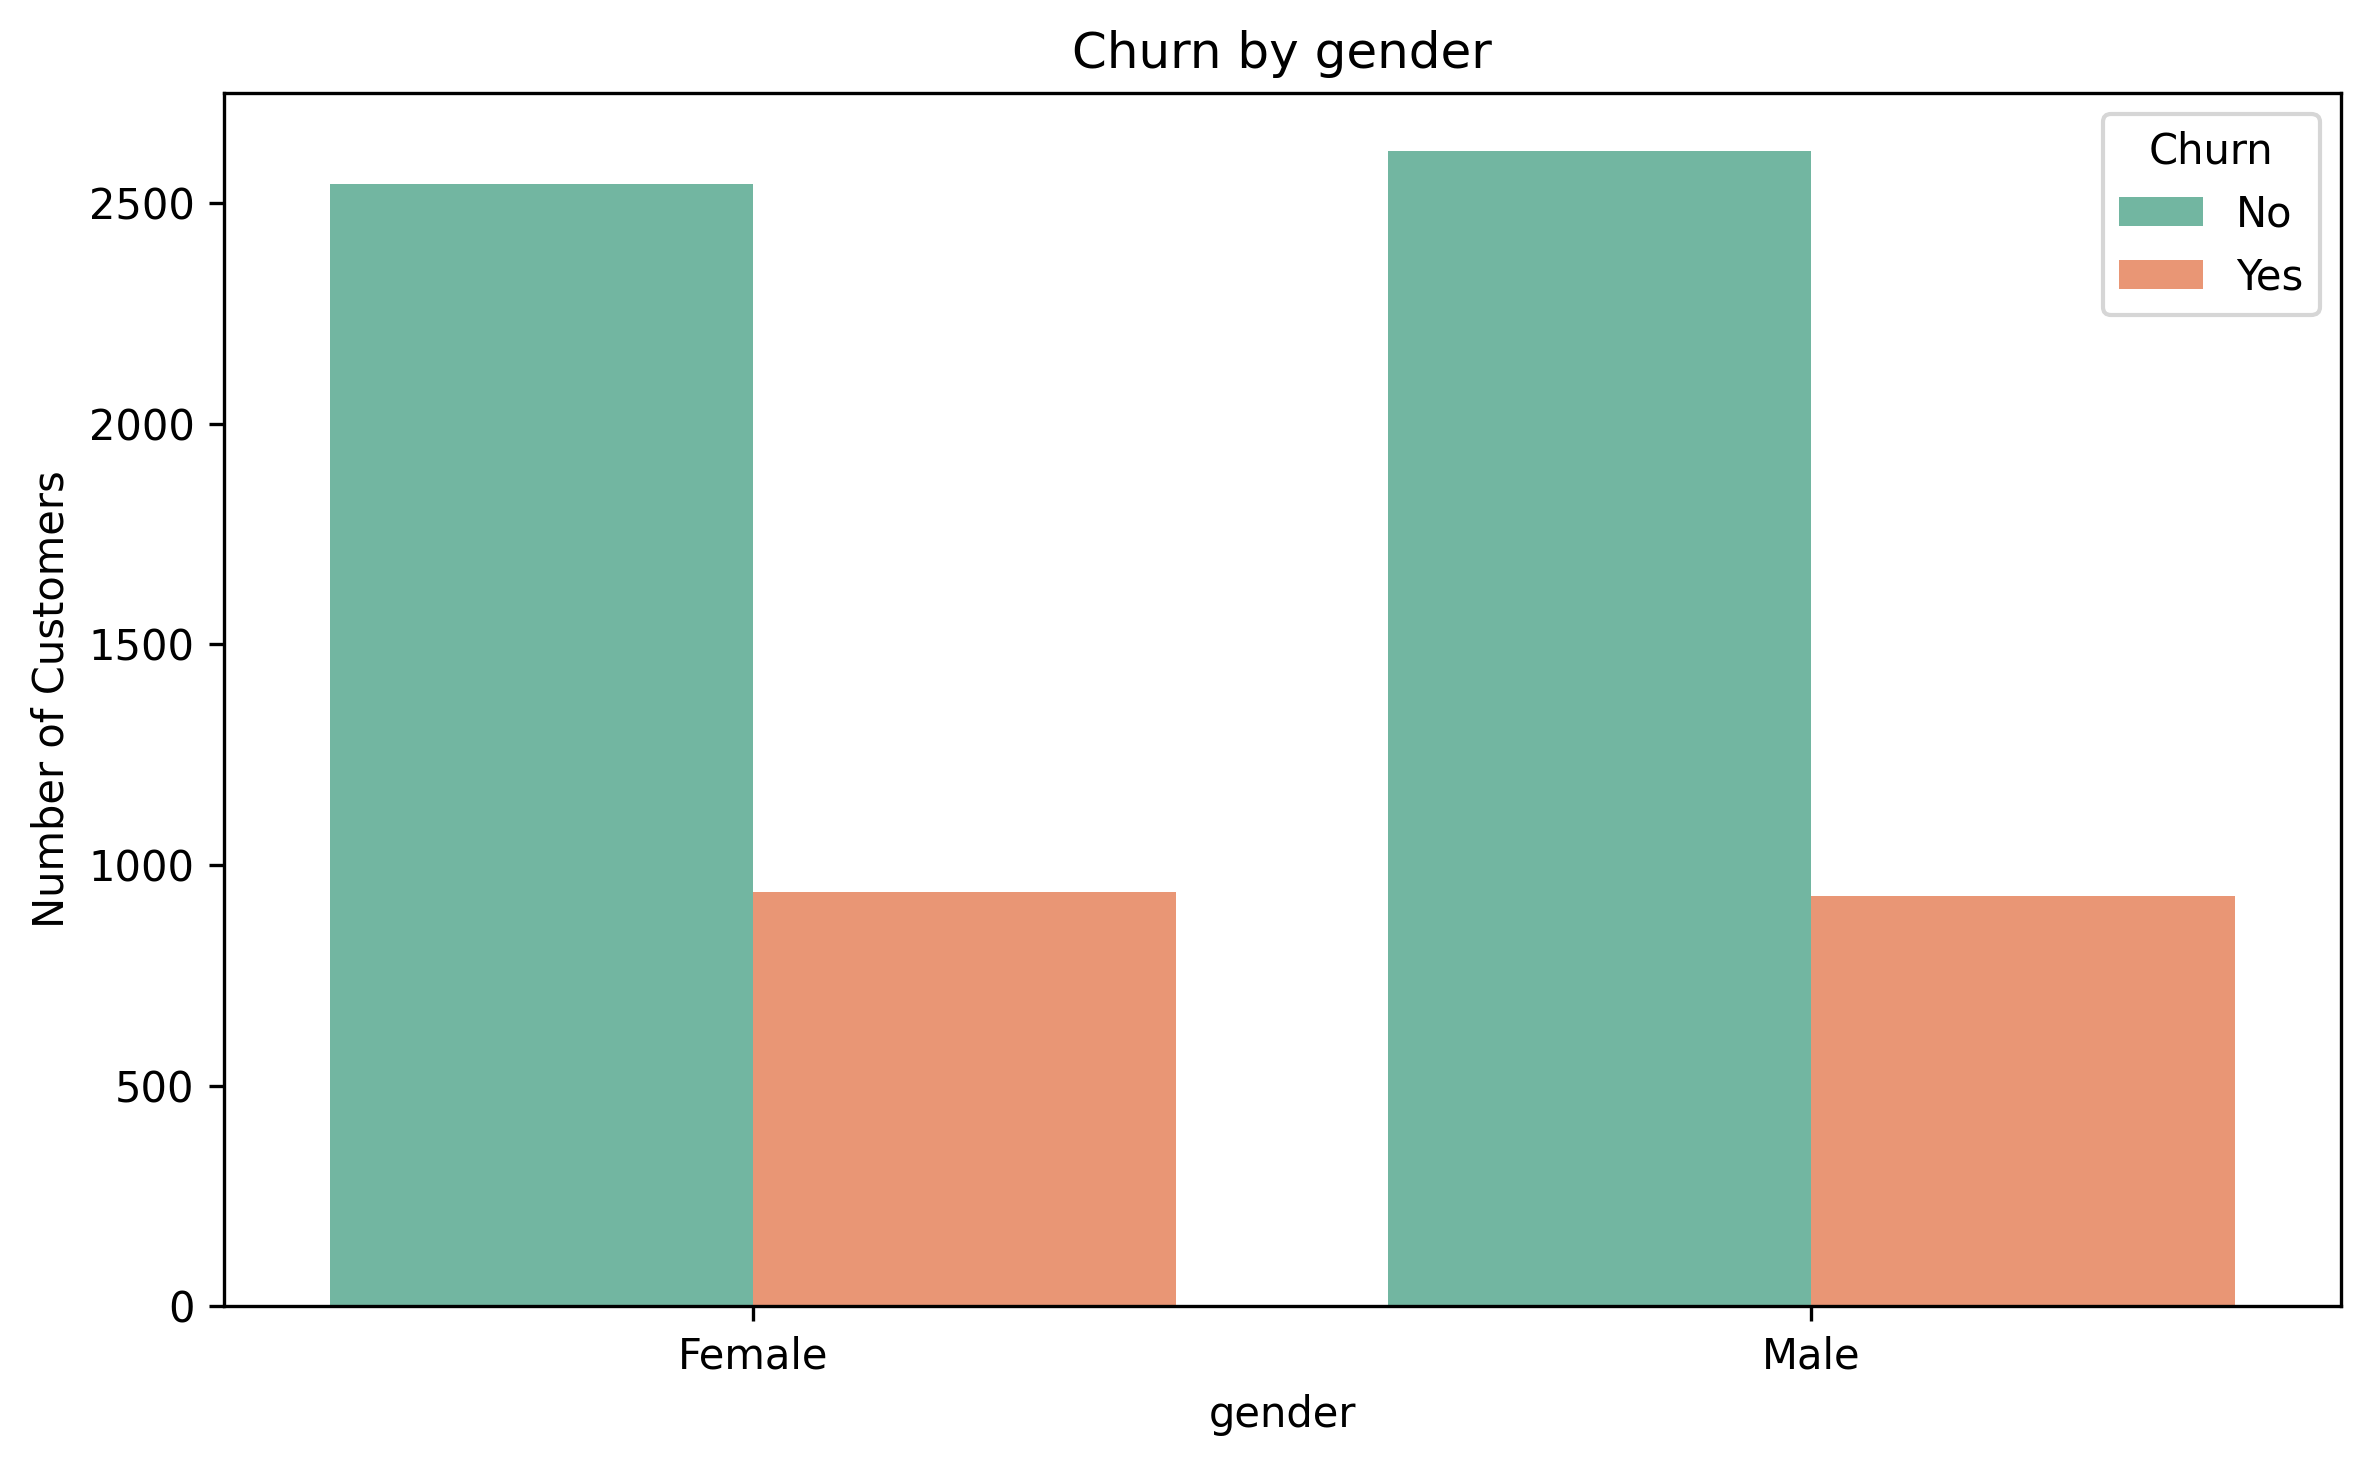 Churn by gender
Churn
No
Yes
Number of Customers
2500
2000
1500
1000
500
0
Female
Male
gender